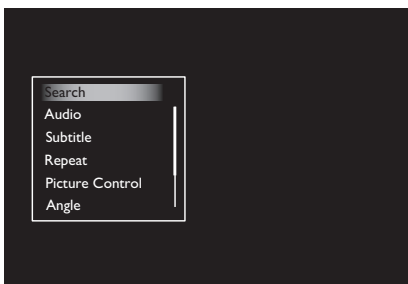 Search
Audio
Subtitle
Repeat
Picture Control
Angle